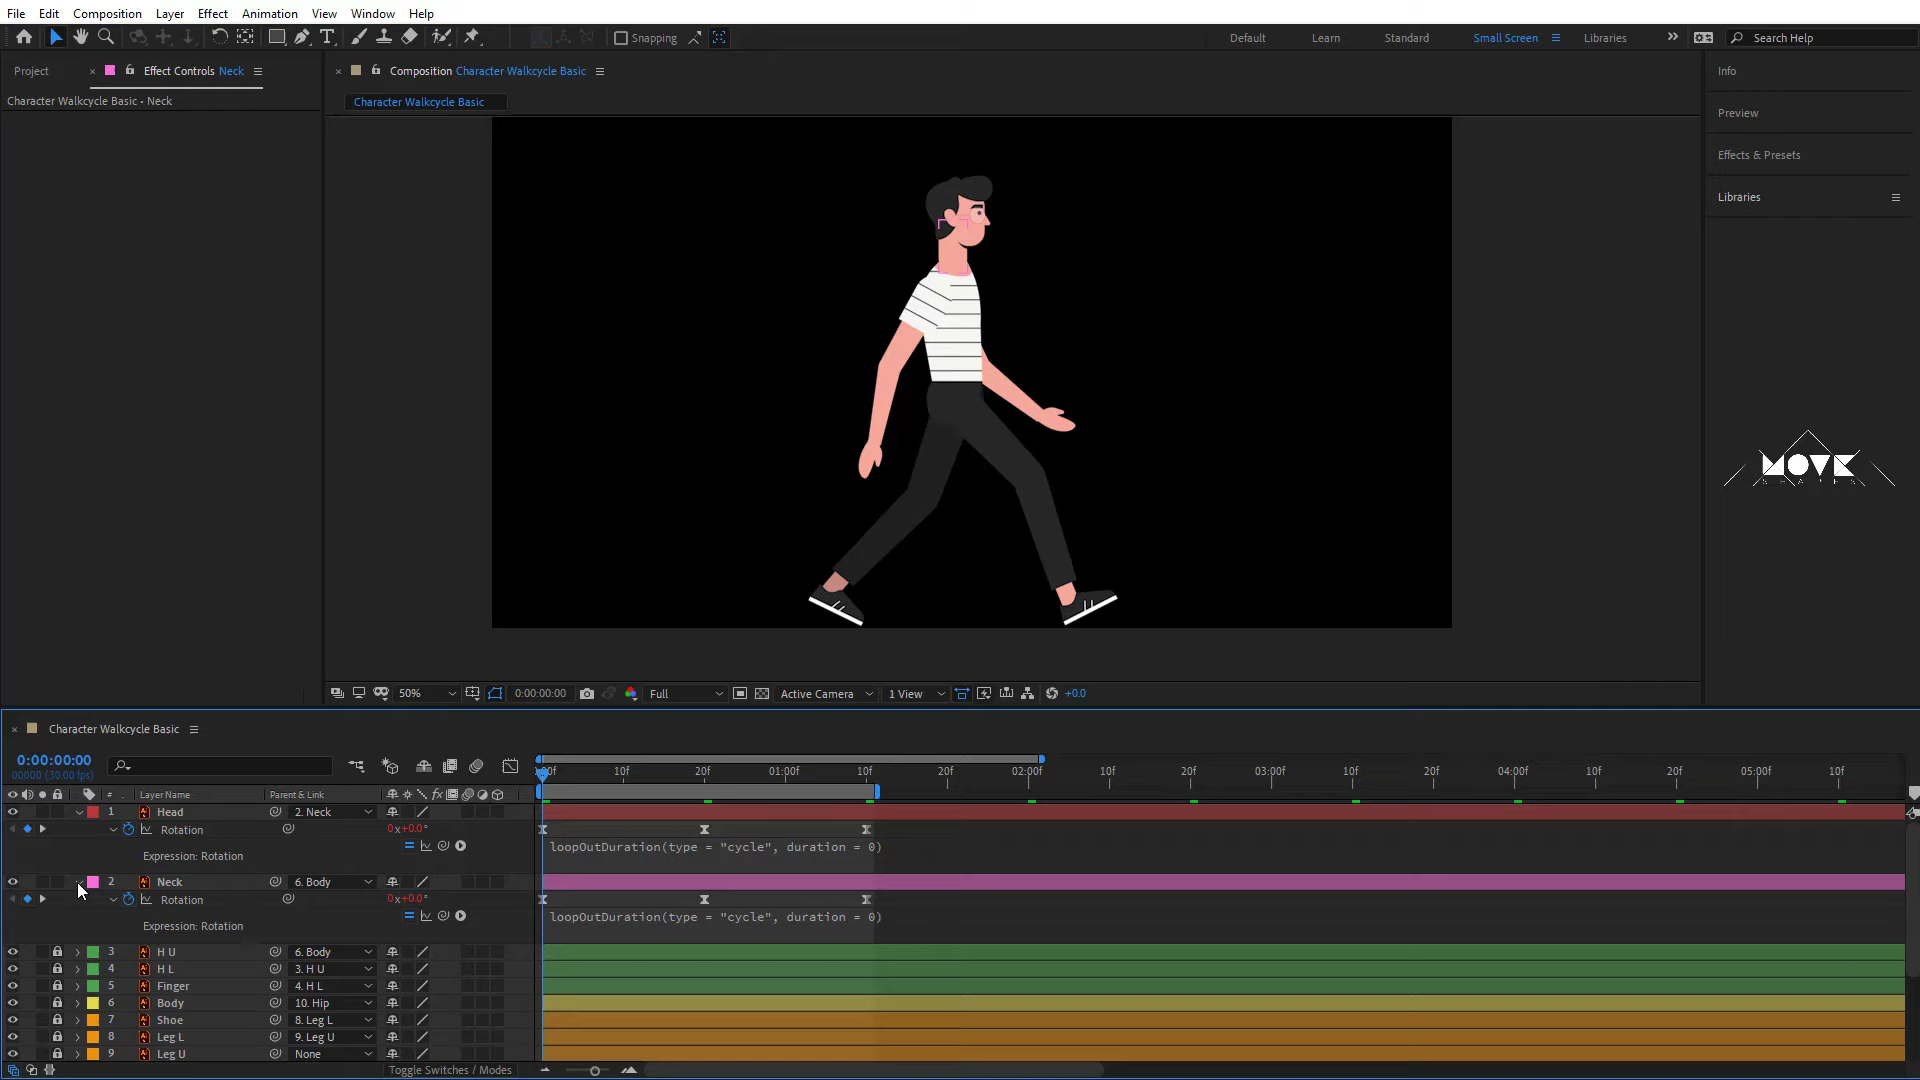 File Edit Composition Layer Effect Animation View Window Help
Snapping Default Learn Standard Small Screen Libraries Search Help
Project Effect Controls Neck Composition Character Walkcycle Basic Info
Character Walkcycle Basic • Neck Character Walkcycle Basic
Preview
Effects & Presets
Libraries
MOVE
SHAPES
50% 0:00:00:00 Full Active Camera 1 View +0.0
Character Walkcycle Basic
0:00:00:00
00000 (30.00 fps)
10f 20f 01:00f 10f 20f 02:00f 10f 20f 03:00f 10f 20f 04:00f 10f 20f 05:00f 10f
# Layer Name Parent & Link fx
1 Head 2. Neck
Rotation 0x+0.0°
loopOutDuration(type = "cycle", duration = 0)
Expression: Rotation
2 Neck 6. Body
Rotation 0x+0.0°
loopOutDuration(type = "cycle", duration = 0)
Expression: Rotation
3 H U 6. Body
4 H L 3. H U
5 Finger 4. H L
6 Body 10. Hip
7 Shoe 8. Leg L
8 Leg L 9. Leg U
9 Leg U None
Toggle Switches / Modes